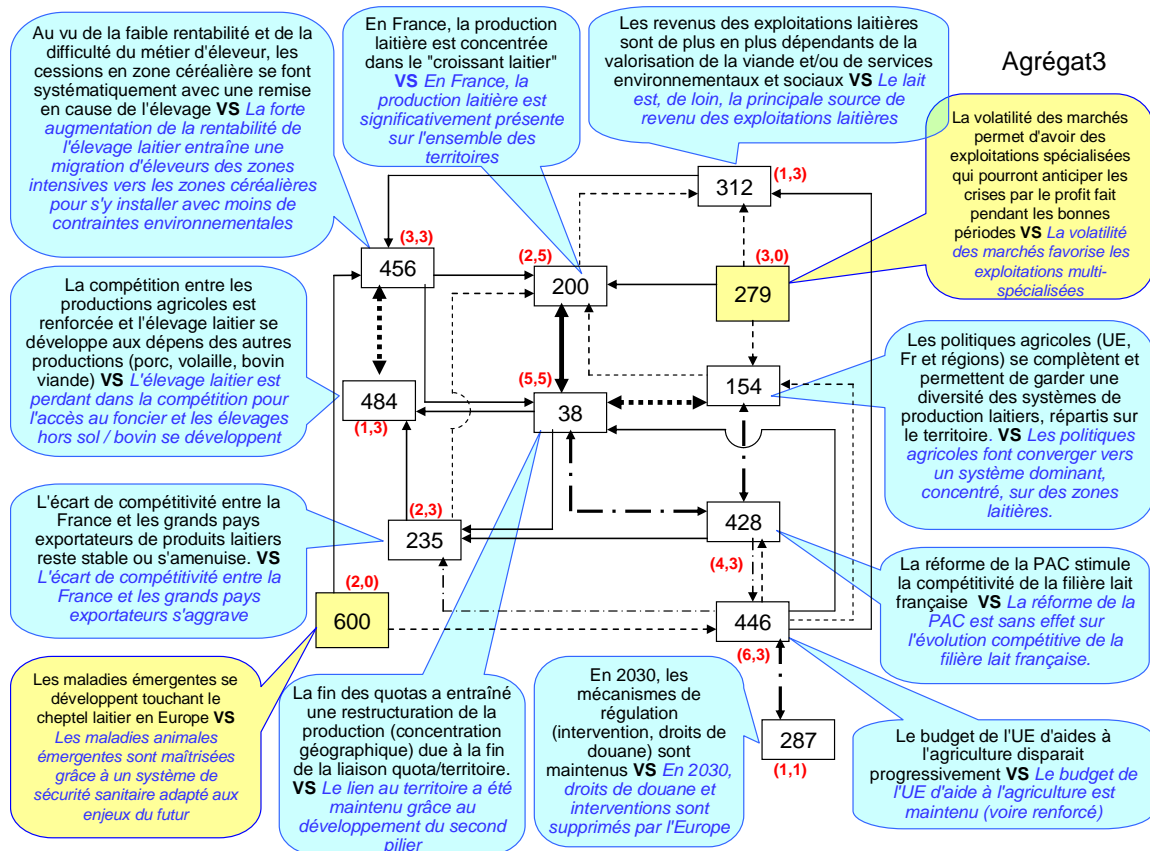 Au vu de la faible rentabilité et de la
difficulté du métier d'éleveur, les
cessions en zone céréalière se font
systématiquement avec une remise
en cause de l'élevage VS La forte
augmentation de la rentabilité de
l'élevage laitier entraîne une
migration d'éleveurs des zones
intensives vers les zones céréalières
pour s'y installer avec moins de
contraintes environnementales
En France, la production
laitière est concentrée
dans le "croissant laitier"
VS En France, la
production laitière est
significativement présente
sur l'ensemble des
territoires
Les revenus des exploitations laitières
sont de plus en plus dépendants de la
valorisation de la viande et/ou de services
environnementaux et sociaux VS Le lait
est, de loin, la principale source de
revenu des exploitations laitières
Agrégat3
La volatilité des marchés
permet d'avoir des
exploitations spécialisées
qui pourront anticiper les
crises par le profit fait
pendant les bonnes
périodes VS La volatilité
des marchés favorise les
exploitations multi-
spécialisées
312
(1,3)
(3,3)
456
(2,5)
200
(3,0)
279
La compétition entre les
productions agricoles est
renforcée et l'élevage laitier se
développe aux dépens des autres
productions (porc, volaille, bovin
viande) VS L'élevage laitier est
perdant dans la compétition pour
l'accès au foncier et les élevages
hors sol / bovin se développent
484
(1,3)
(5,5)
38
154
Les politiques agricoles (UE,
Fr et régions) se complètent et
permettent de garder une
diversité des systèmes de
production laitiers, répartis sur
le territoire. VS Les politiques
agricoles font converger vers
un système dominant,
concentré, sur des zones
laitières.
L'écart de compétitivité entre la
France et les grands pays
exportateurs de produits laitiers
reste stable ou s'amenuise. VS
L'écart de compétitivité entre la
France et les grands pays
exportateurs s'aggrave
(2,3)
235
428
(4,3)
La réforme de la PAC stimule
la compétitivité de la filière lait
française VS La réforme de la
PAC est sans effet sur
l'évolution compétitive de la
filière lait française.
(2,0)
600
446
(6,3)
Les maladies émergentes se
développent touchant le
cheptel laitier en Europe VS
Les maladies animales
émergentes sont maîtrisées
grâce à un système de
sécurité sanitaire adapté aux
enjeux du futur
La fin des quotas a entraîné
une restructuration de la
production (concentration
géographique) due à la fin
de la liaison quota/territoire.
VS Le lien au territoire a été
maintenu grâce au
développement du second
pilier
En 2030, les
mécanismes de
régulation
(intervention, droits de
douane) sont
maintenus VS En 2030,
droits de douane et
interventions sont
supprimés par l'Europe
287
(1,1)
Le budget de l'UE d'aides à
l'agriculture disparait
progressivement VS Le budget de
l'UE d'aide à l'agriculture est
maintenu (voire renforcé)